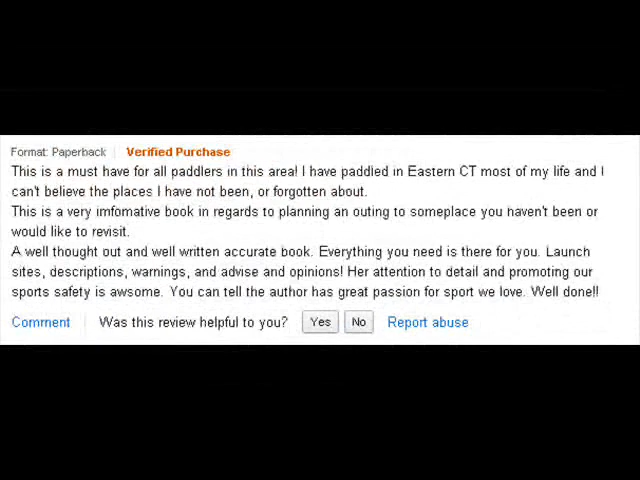 Format: Paperback | Verified Purchase
This is a must have for all paddlers in this area! I have paddled in Eastern CT most of my life and I
can't believe the places I have not been, or forgotten about.
This is a very imfomative book in regards to planning an outing to someplace you haven't been or
would like to revisit.
A well thought out and well written accurate book. Everything you need is there for you. Launch
sites, descriptions, warnings, and advise and opinions! Her attention to detail and promoting our
sports safety is awsome. You can tell the author has great passion for sport we love. Well done!!
Comment | Was this review helpful to you? Yes No Report abuse